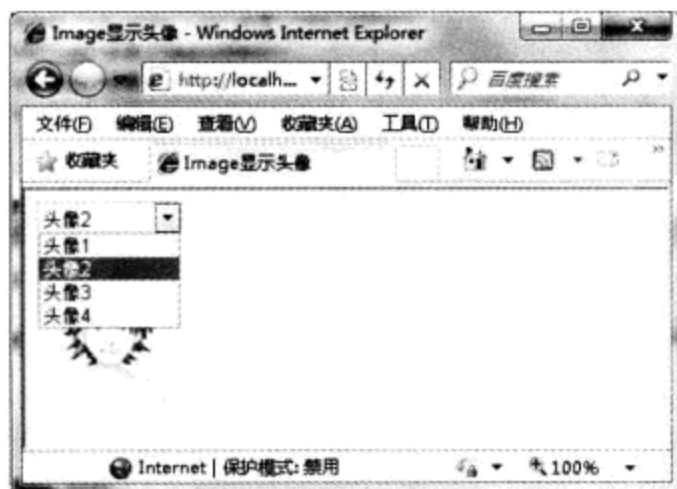 Image显示头像 - Windows Internet Explorer
http://localh...
百度搜索
文件(F) 编辑(E) 查看(V) 收藏夹(A) 工具(T) 帮助(H)
收藏夹 Image显示头像
头像2
头像1
头像2
头像3
头像4
Internet | 保护模式: 禁用 100%